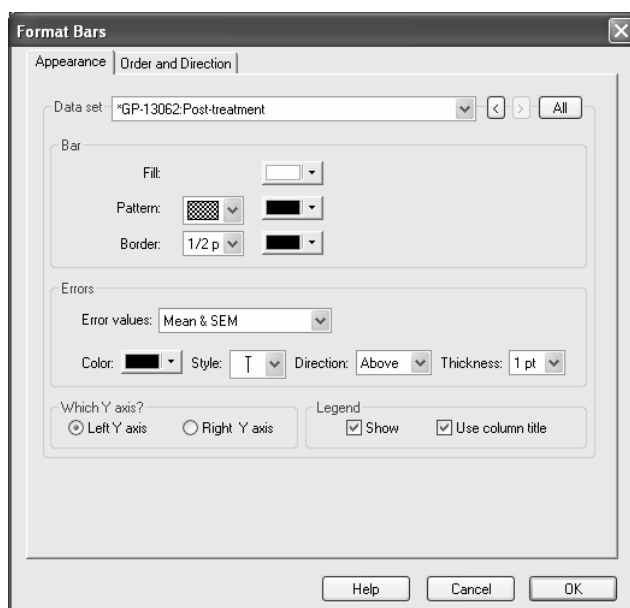 Format Bars
Appearance Order and Direction
Data set *GP-13062:Post-treatment < > All
Bar
Fill:
Pattern:
Border: 1/2 p
Errors
Error values: Mean & SEM
Color: Style: Direction: Above Thickness: 1 pt
Which Y axis? Legend
Left Y axis Right Y axis Show Use column title
Help Cancel OK